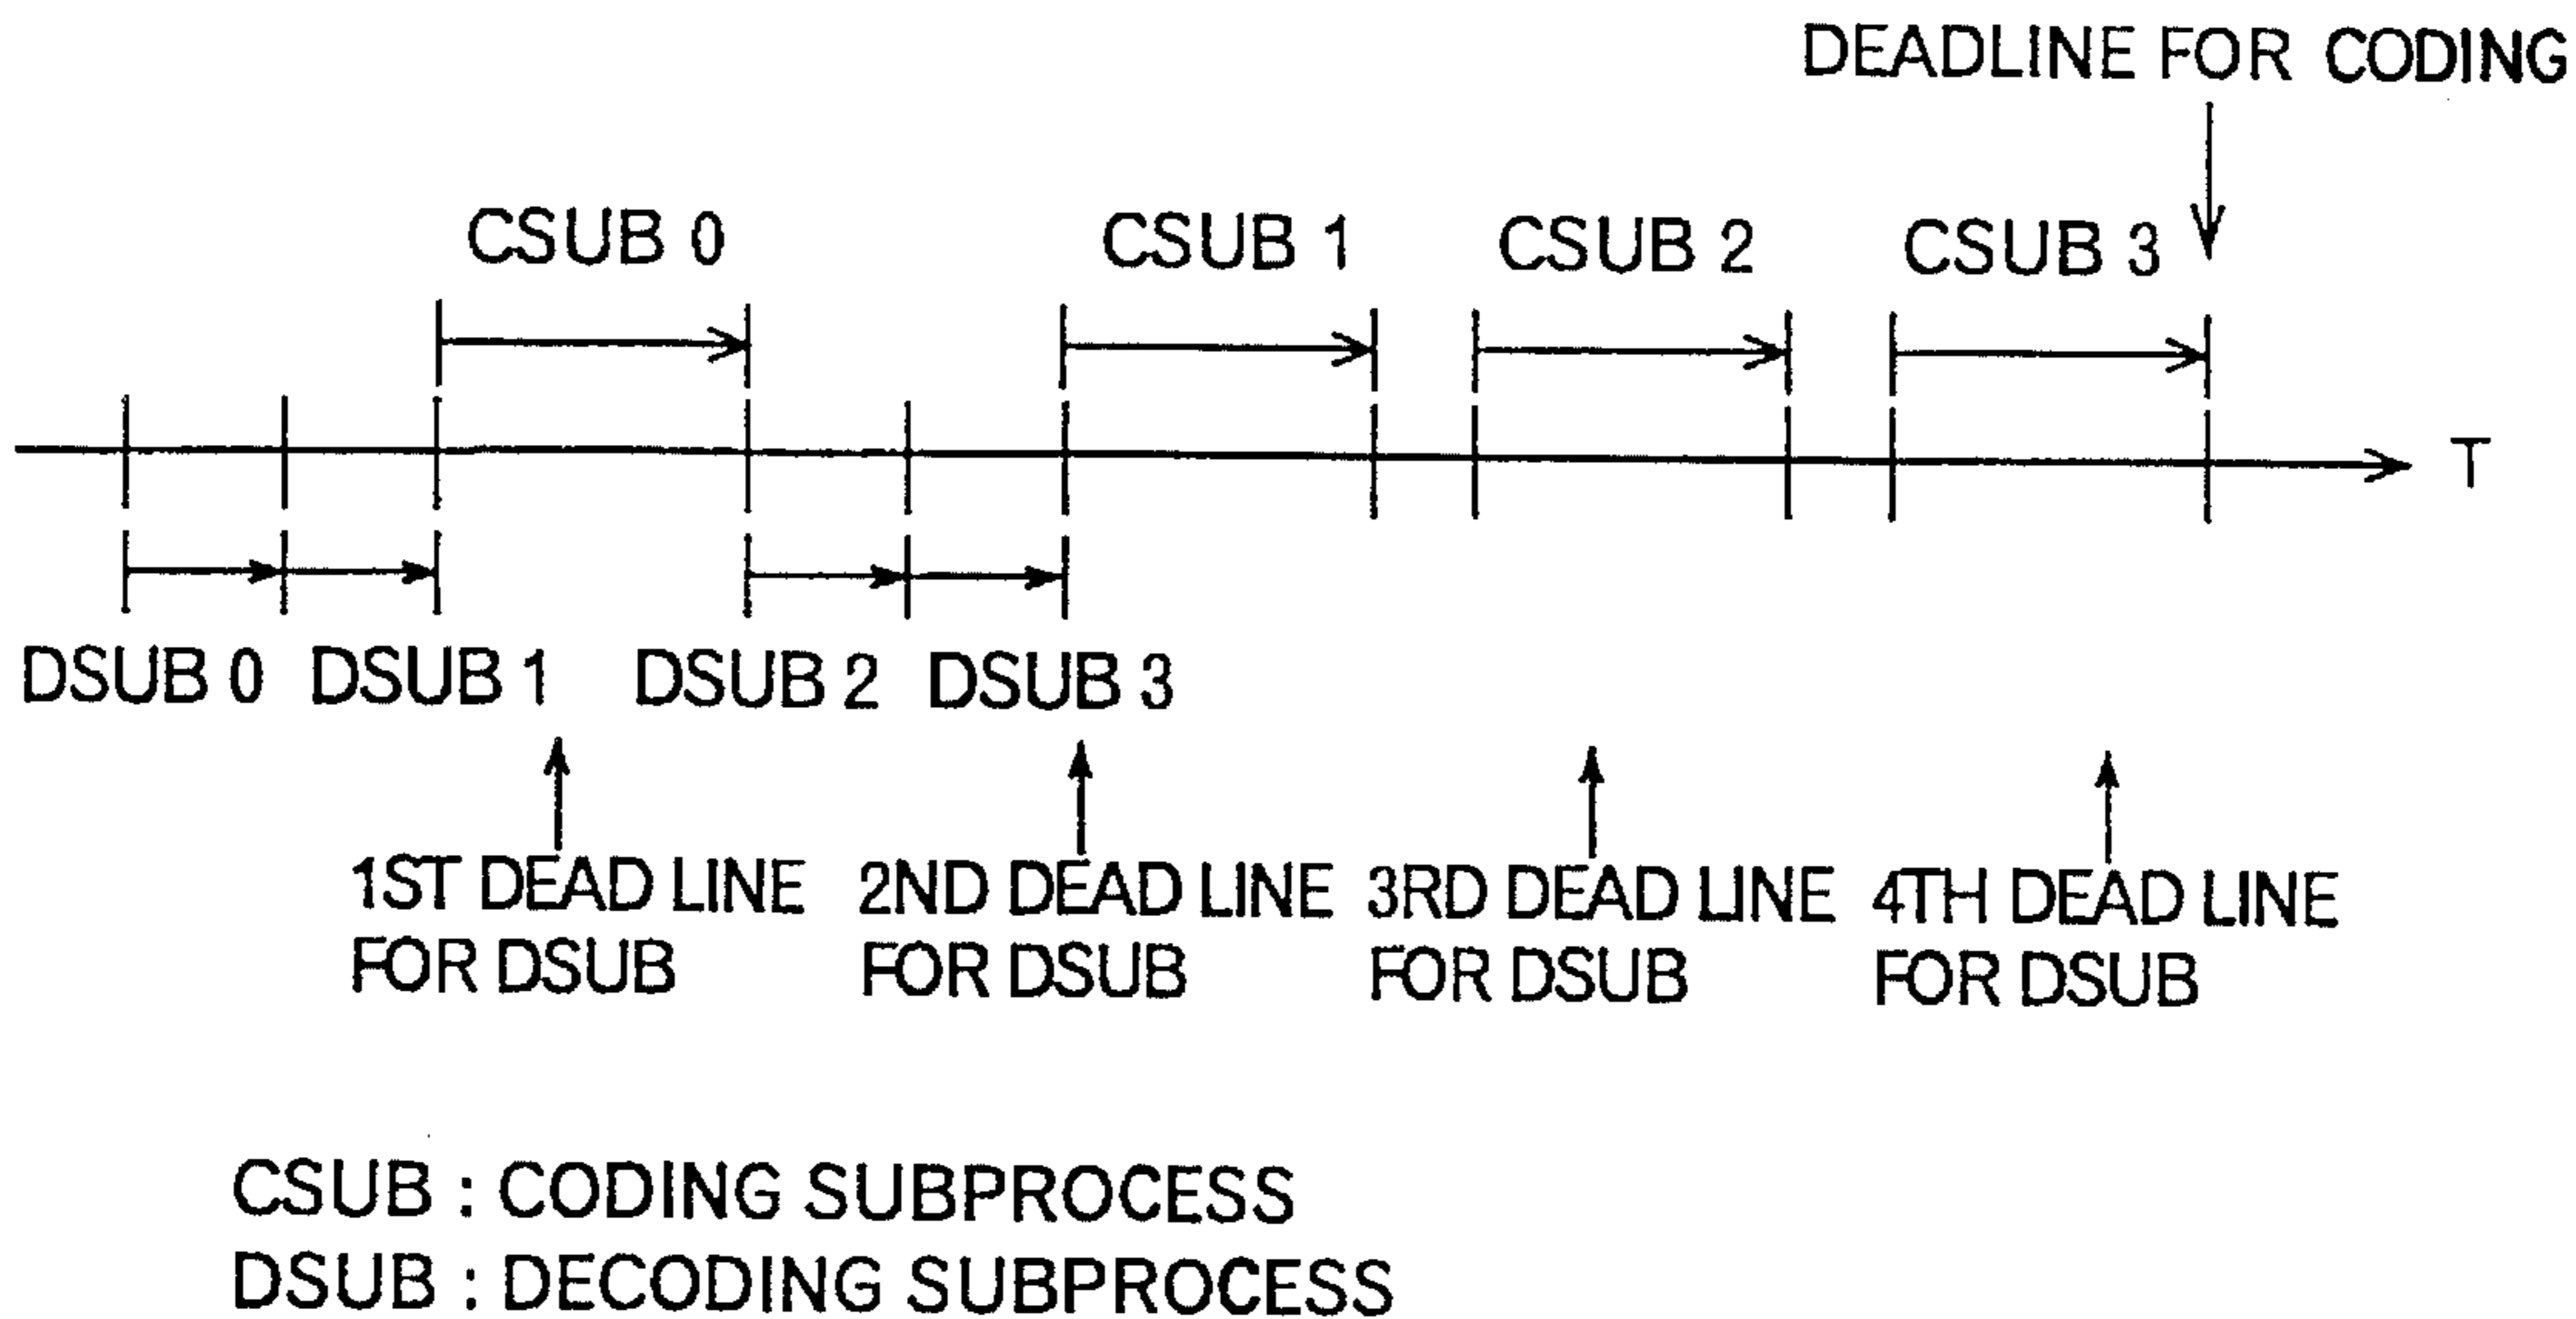 DEADLINE FOR CODING
CSUB 0
CSUB 1
CSUB 2
CSUB 3
T
DSUB 0
DSUB 1
DSUB 2
DSUB 3
1ST DEAD LINE
FOR DSUB
2ND DEAD LINE
FOR DSUB
3RD DEAD LINE
FOR DSUB
4TH DEAD LINE
FOR DSUB
CSUB : CODING SUBPROCESS
DSUB : DECODING SUBPROCESS